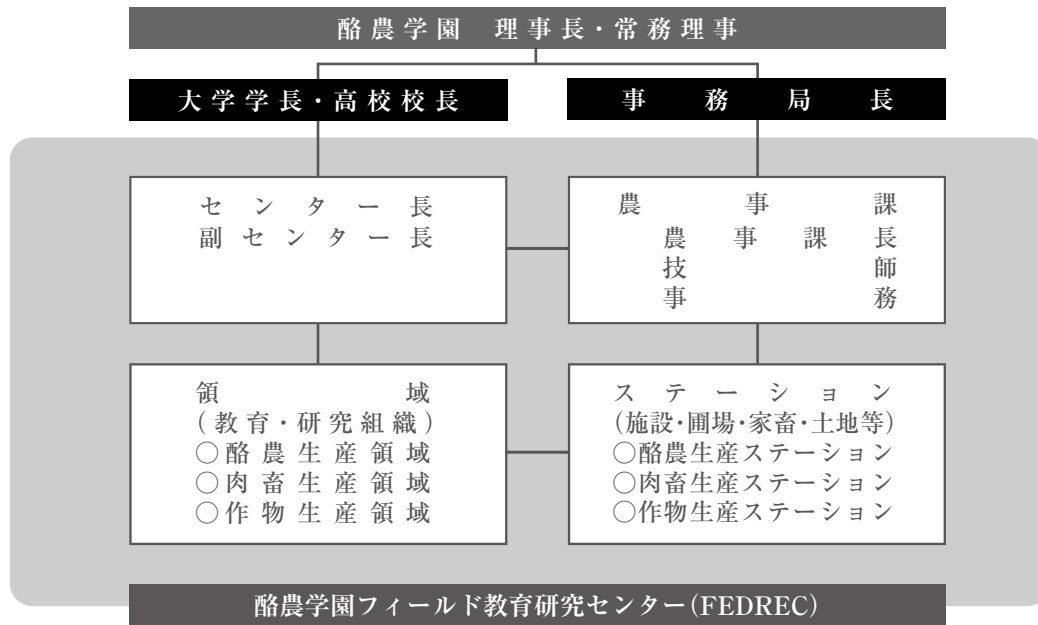 酪農学園　理事長・常務理事
大学学長・高校校長
事務局長
センター長
副センター長
農事課
農事課長
技師
事務
領域
(教育・研究組織)
○酪農生産領域
○肉畜生産領域
○作物生産領域
ステーション
(施設・圃場・家畜・土地等)
○酪農生産ステーション
○肉畜生産ステーション
○作物生産ステーション
酪農学園フィールド教育研究センター(FEDREC)